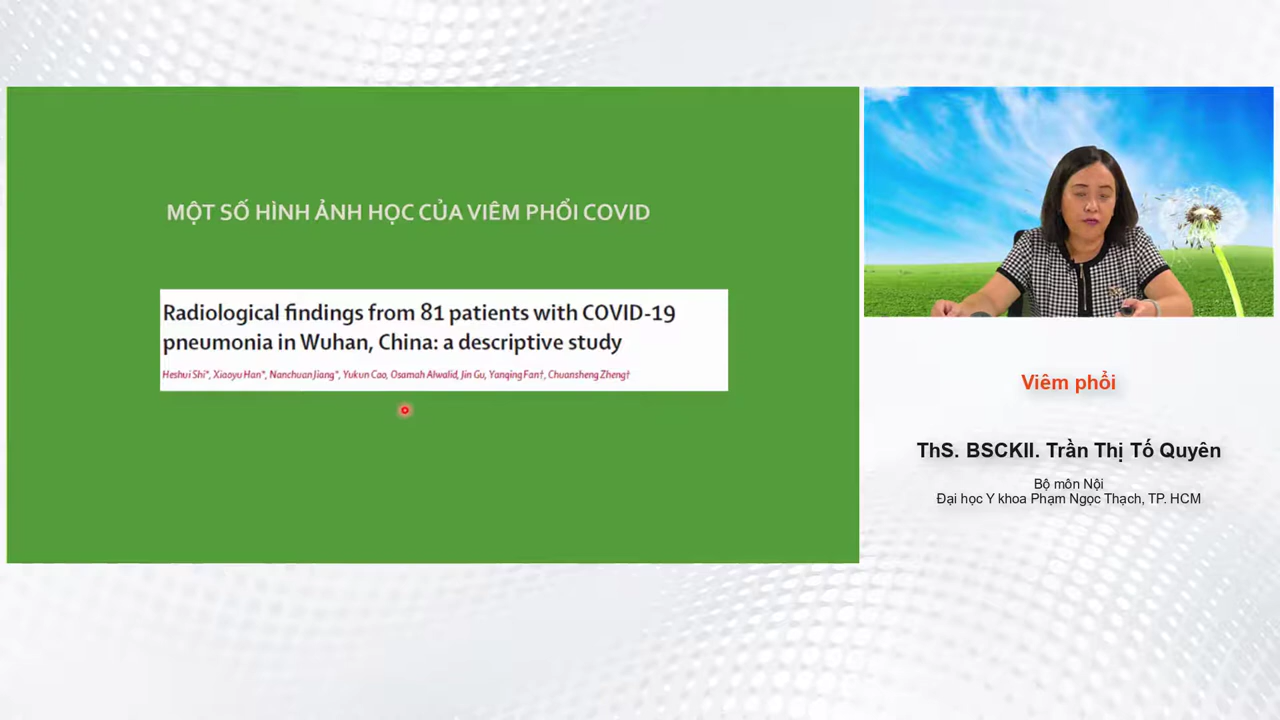 MỘT SỐ HÌNH ẢNH HỌC CỦA VIÊM PHỔI COVID
Radiological findings from 81 patients with COVID-19
pneumonia in Wuhan, China: a descriptive study
Heshui Shi*, Xiaoyu Han*, Nanchuan Jiang*, Yukun Cao, Osamah Alwalid, Jin Gu, Yanqing Fan†, Chuansheng Zheng†
Viêm phổi
ThS. BSCKII. Trần Thị Tố Quyên
Bộ môn Nội
Đại học Y khoa Phạm Ngọc Thạch, TP. HCM